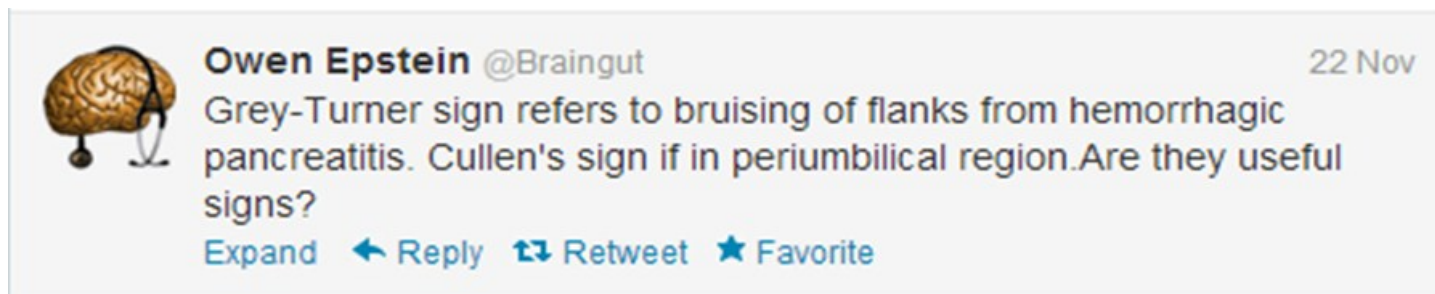 Owen Epstein @Braingut 22 Nov
Grey-Turner sign refers to bruising of flanks from hemorrhagic
pancreatitis. Cullen's sign if in periumbilical region.Are they useful
signs?
Expand Reply Retweet Favorite